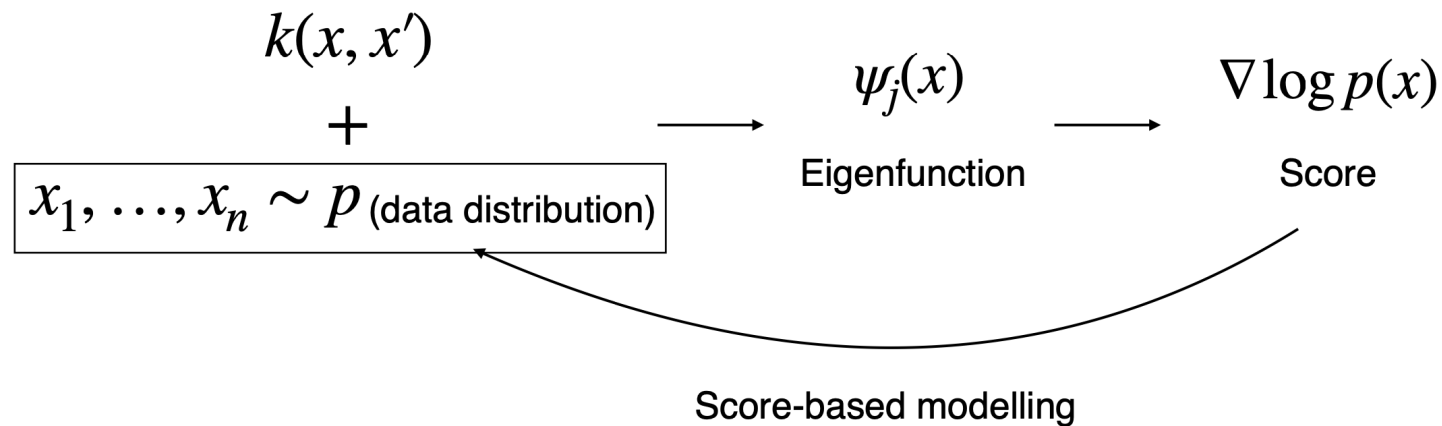 k(x, x′)
+
x₁, …, xₙ ∼ p (data distribution)
ψⱼ(x)
Eigenfunction
∇ log p(x)
Score
Score-based modelling